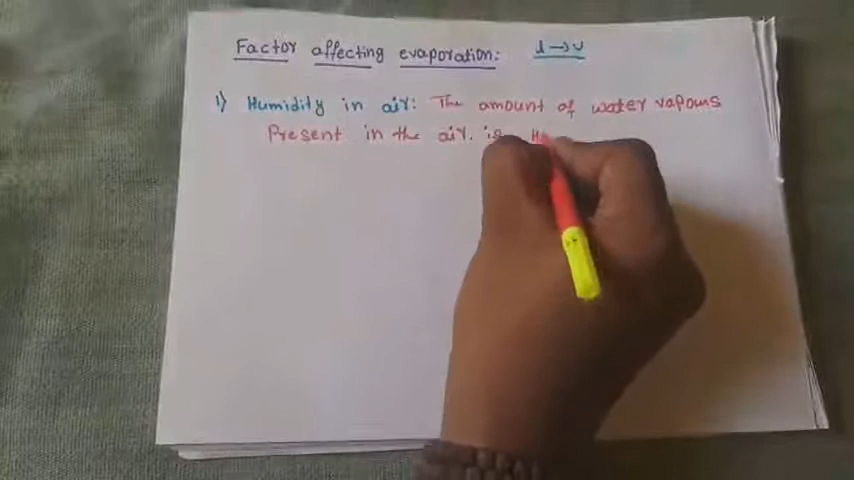 Factor affecting evaporation: l→v
1) Humidity in air: The amount of water vapours
Present in the air. is